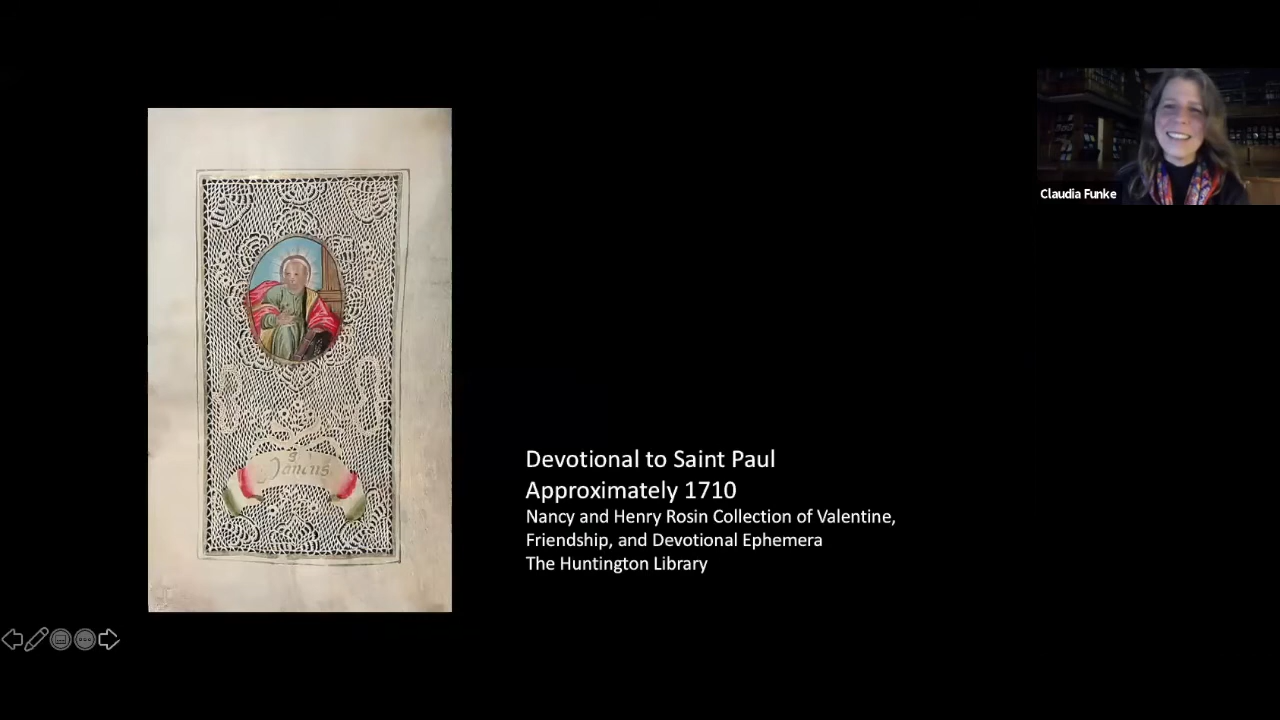 Devotional to Saint Paul
Approximately 1710
Nancy and Henry Rosin Collection of Valentine,
Friendship, and Devotional Ephemera
The Huntington Library
Claudia Funke